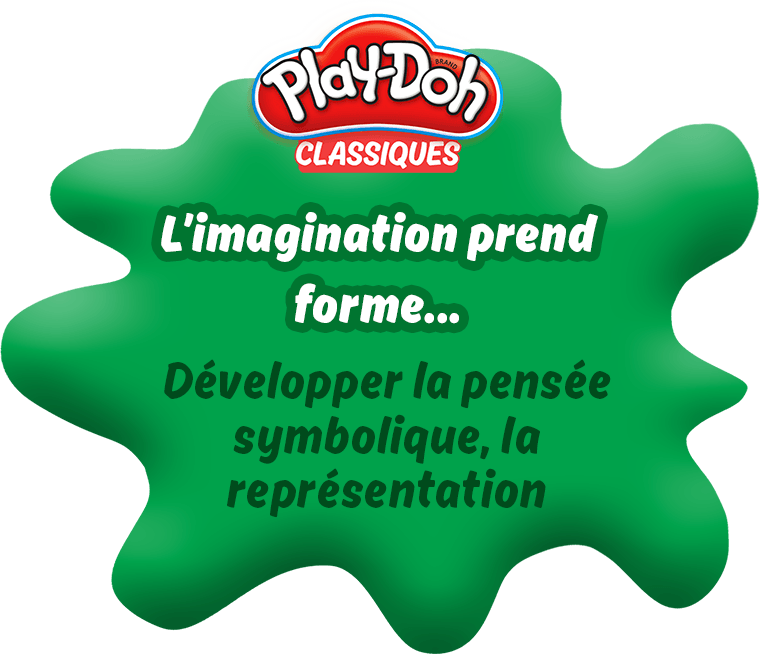 Play-Doh
BRAND
CLASSIQUES
L'imagination prend
forme...
Développer la pensée
symbolique, la
représentation